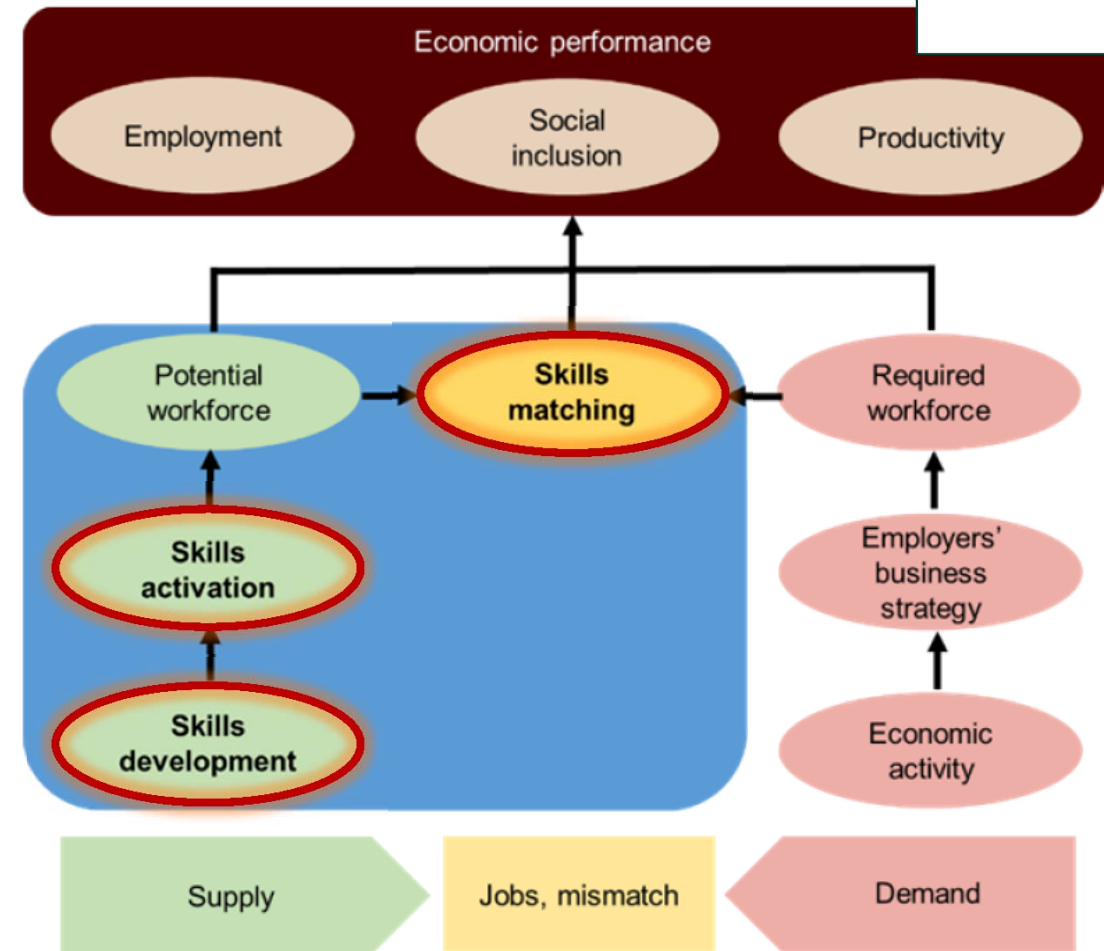 Economic performance
Employment
Social
inclusion
Productivity
Potential
workforce
Skills
matching
Required
workforce
Skills
activation
Employers’
business
strategy
Skills
development
Economic
activity
Supply
Jobs, mismatch
Demand